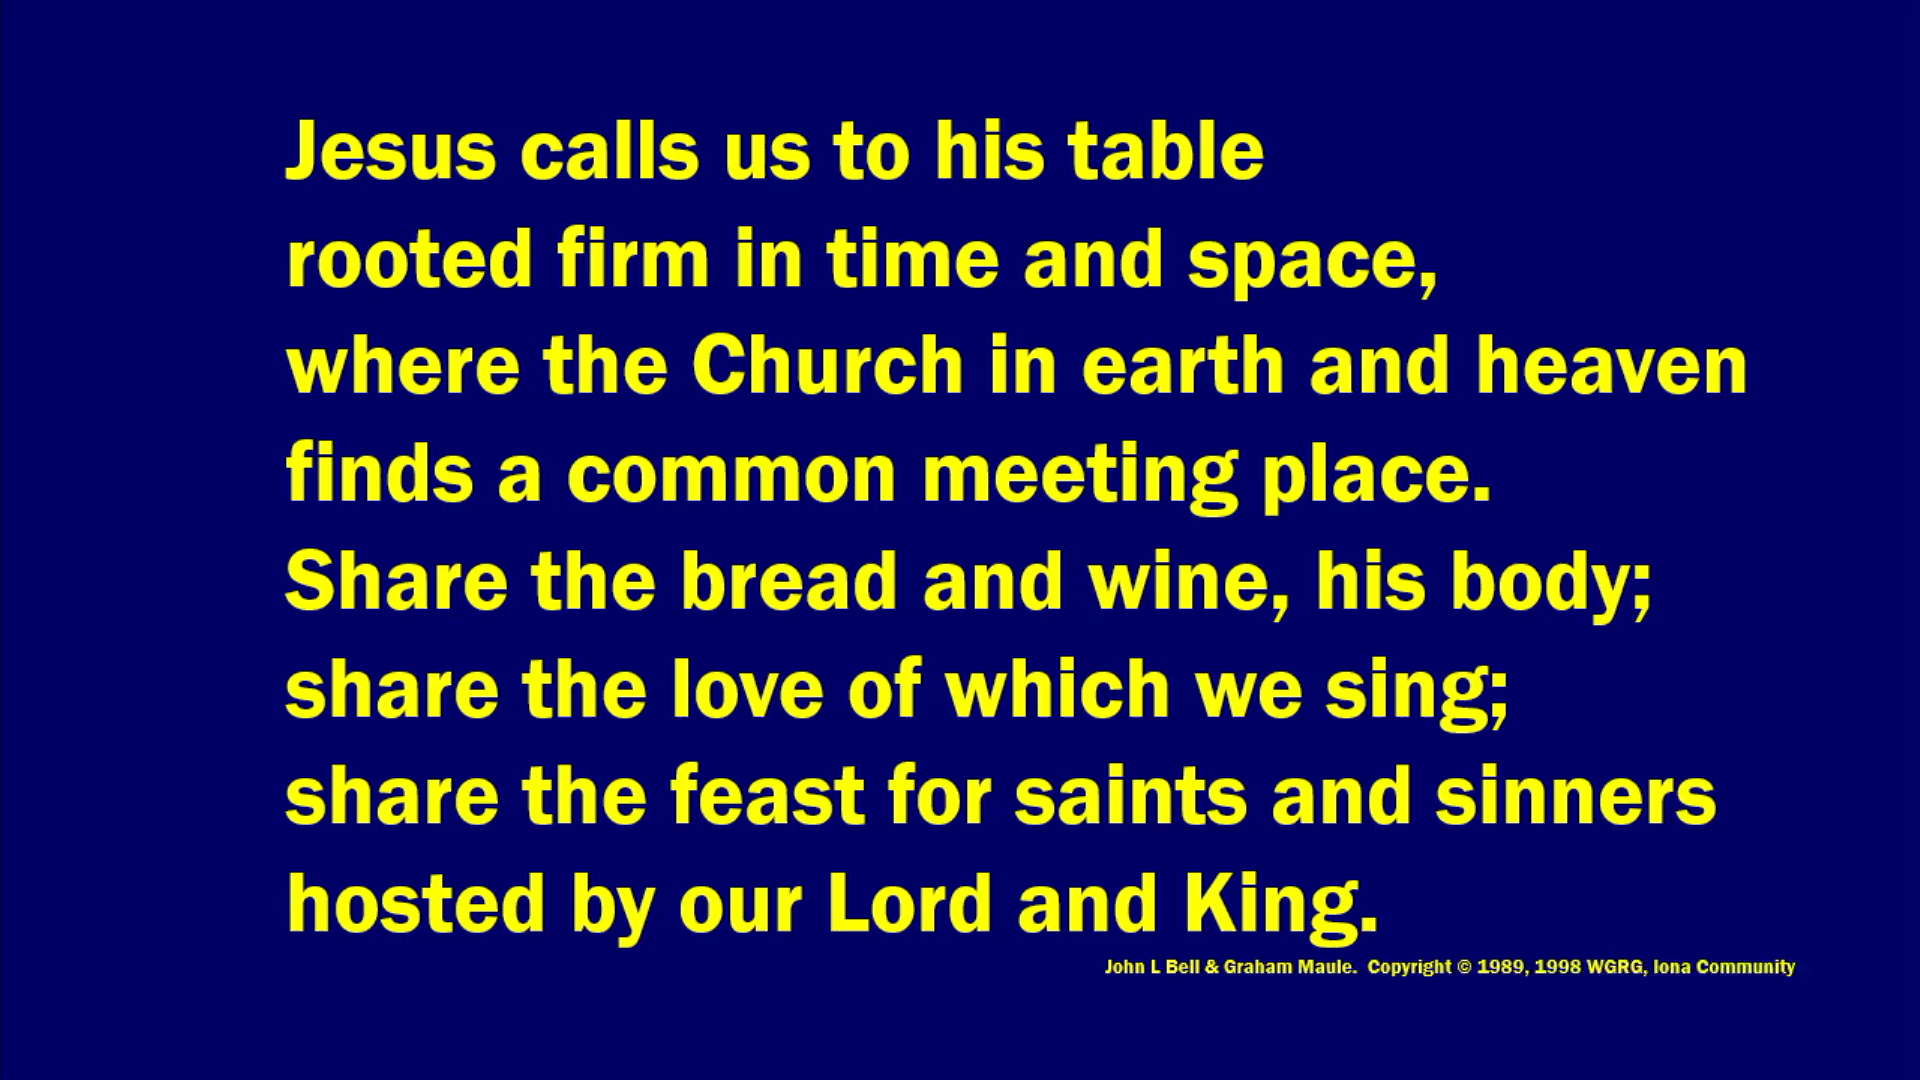 Jesus calls us to his table
rooted firm in time and space,
where the Church in earth and heaven
finds a common meeting place.
Share the bread and wine, his body;
share the love of which we sing;
share the feast for saints and sinners
hosted by our Lord and King.
John L Bell & Graham Maule.  Copyright © 1989, 1998 WGRG, Iona Community